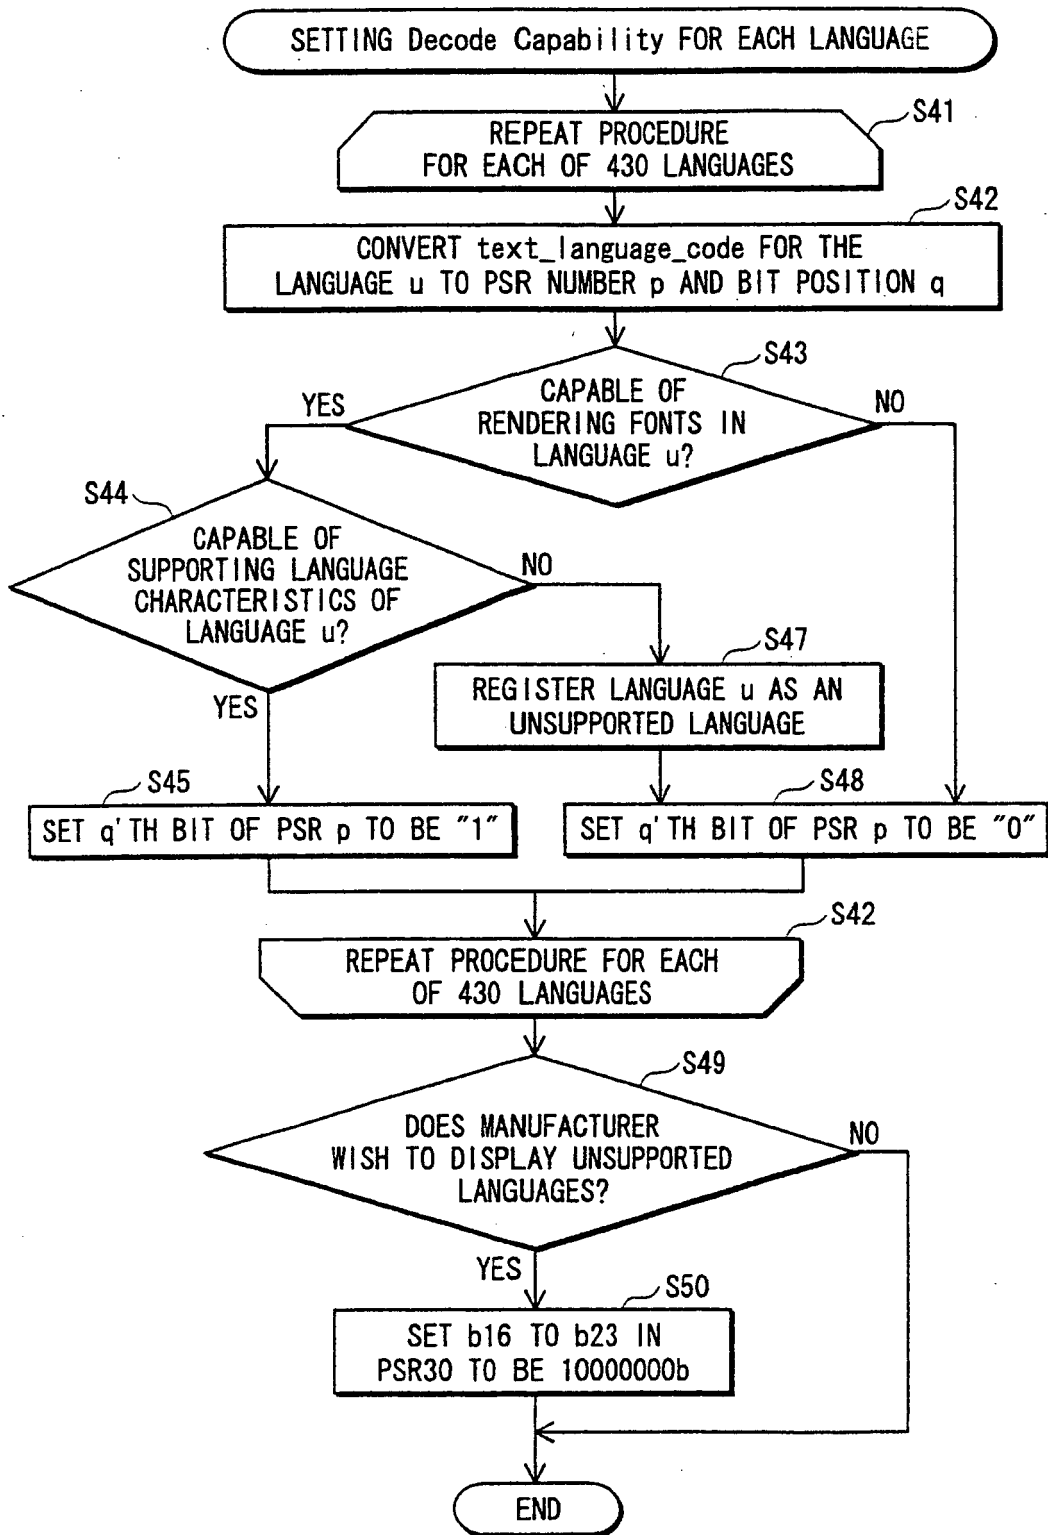 SETTING Decode Capability FOR EACH LANGUAGE
S41
REPEAT PROCEDURE
FOR EACH OF 430 LANGUAGES
S42
CONVERT text_language_code FOR THE
LANGUAGE u TO PSR NUMBER p AND BIT POSITION q
S43
CAPABLE OF
RENDERING FONTS IN
LANGUAGE u?
YES
NO
S44
CAPABLE OF
SUPPORTING LANGUAGE
CHARACTERISTICS OF
LANGUAGE u?
NO
YES
S47
REGISTER LANGUAGE u AS AN
UNSUPPORTED LANGUAGE
S45
SET q'TH BIT OF PSR p TO BE "1"
S48
SET q'TH BIT OF PSR p TO BE "0"
S42
REPEAT PROCEDURE FOR EACH
OF 430 LANGUAGES
S49
DOES MANUFACTURER
WISH TO DISPLAY UNSUPPORTED
LANGUAGES?
NO
YES
S50
SET b16 TO b23 IN
PSR30 TO BE 10000000b
END